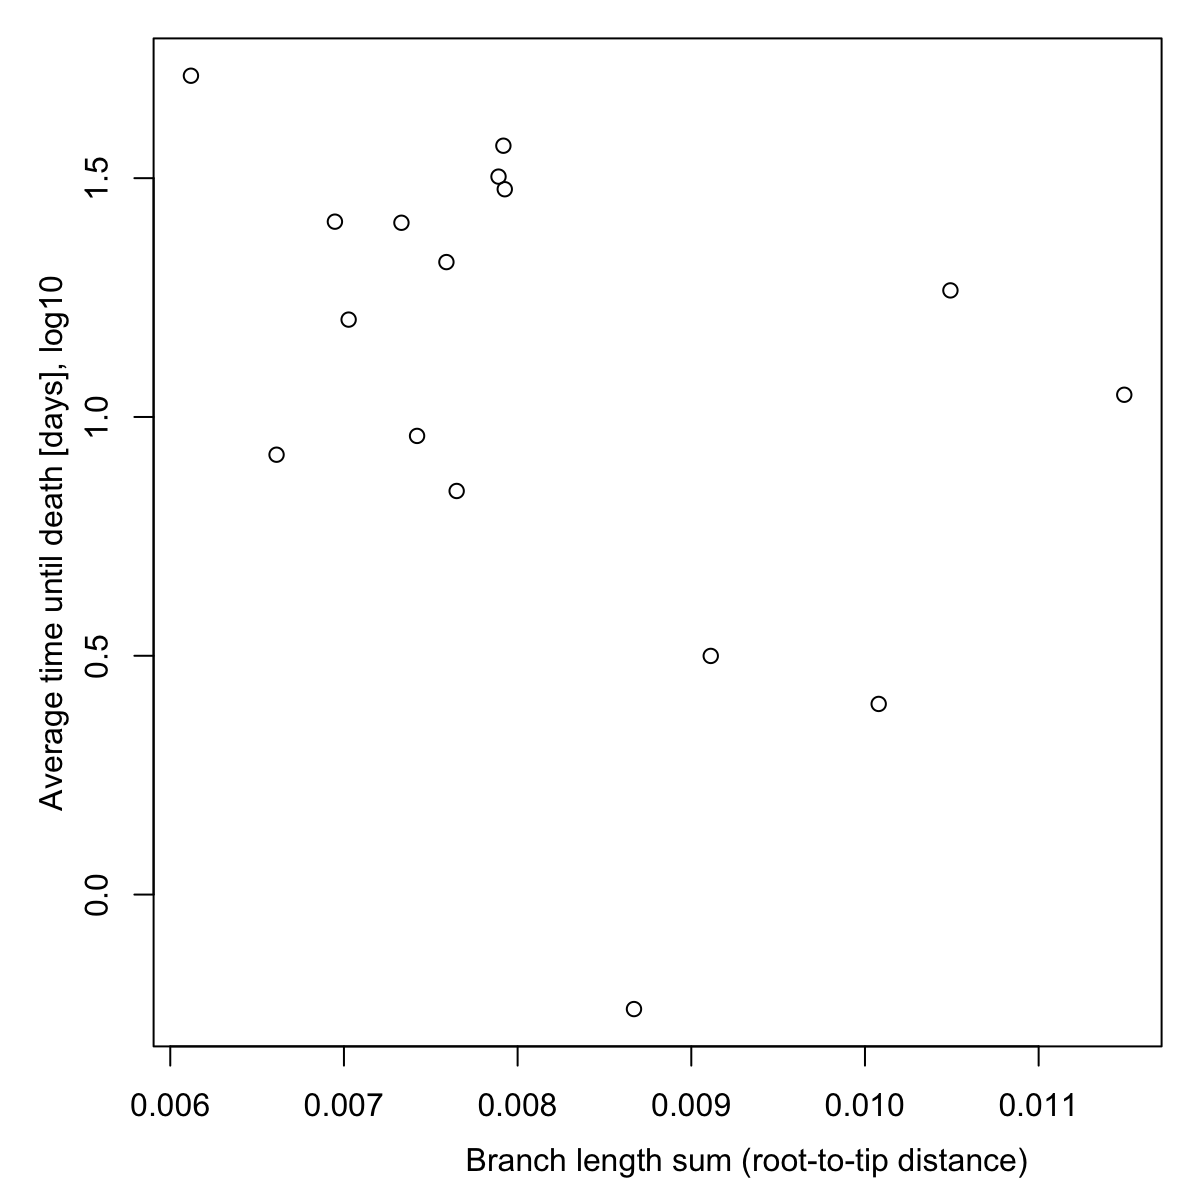 Average time until death [days], log10
1.5
1.0
0.5
0.0
0.006 0.007 0.008 0.009 0.010 0.011
Branch length sum (root-to-tip distance)